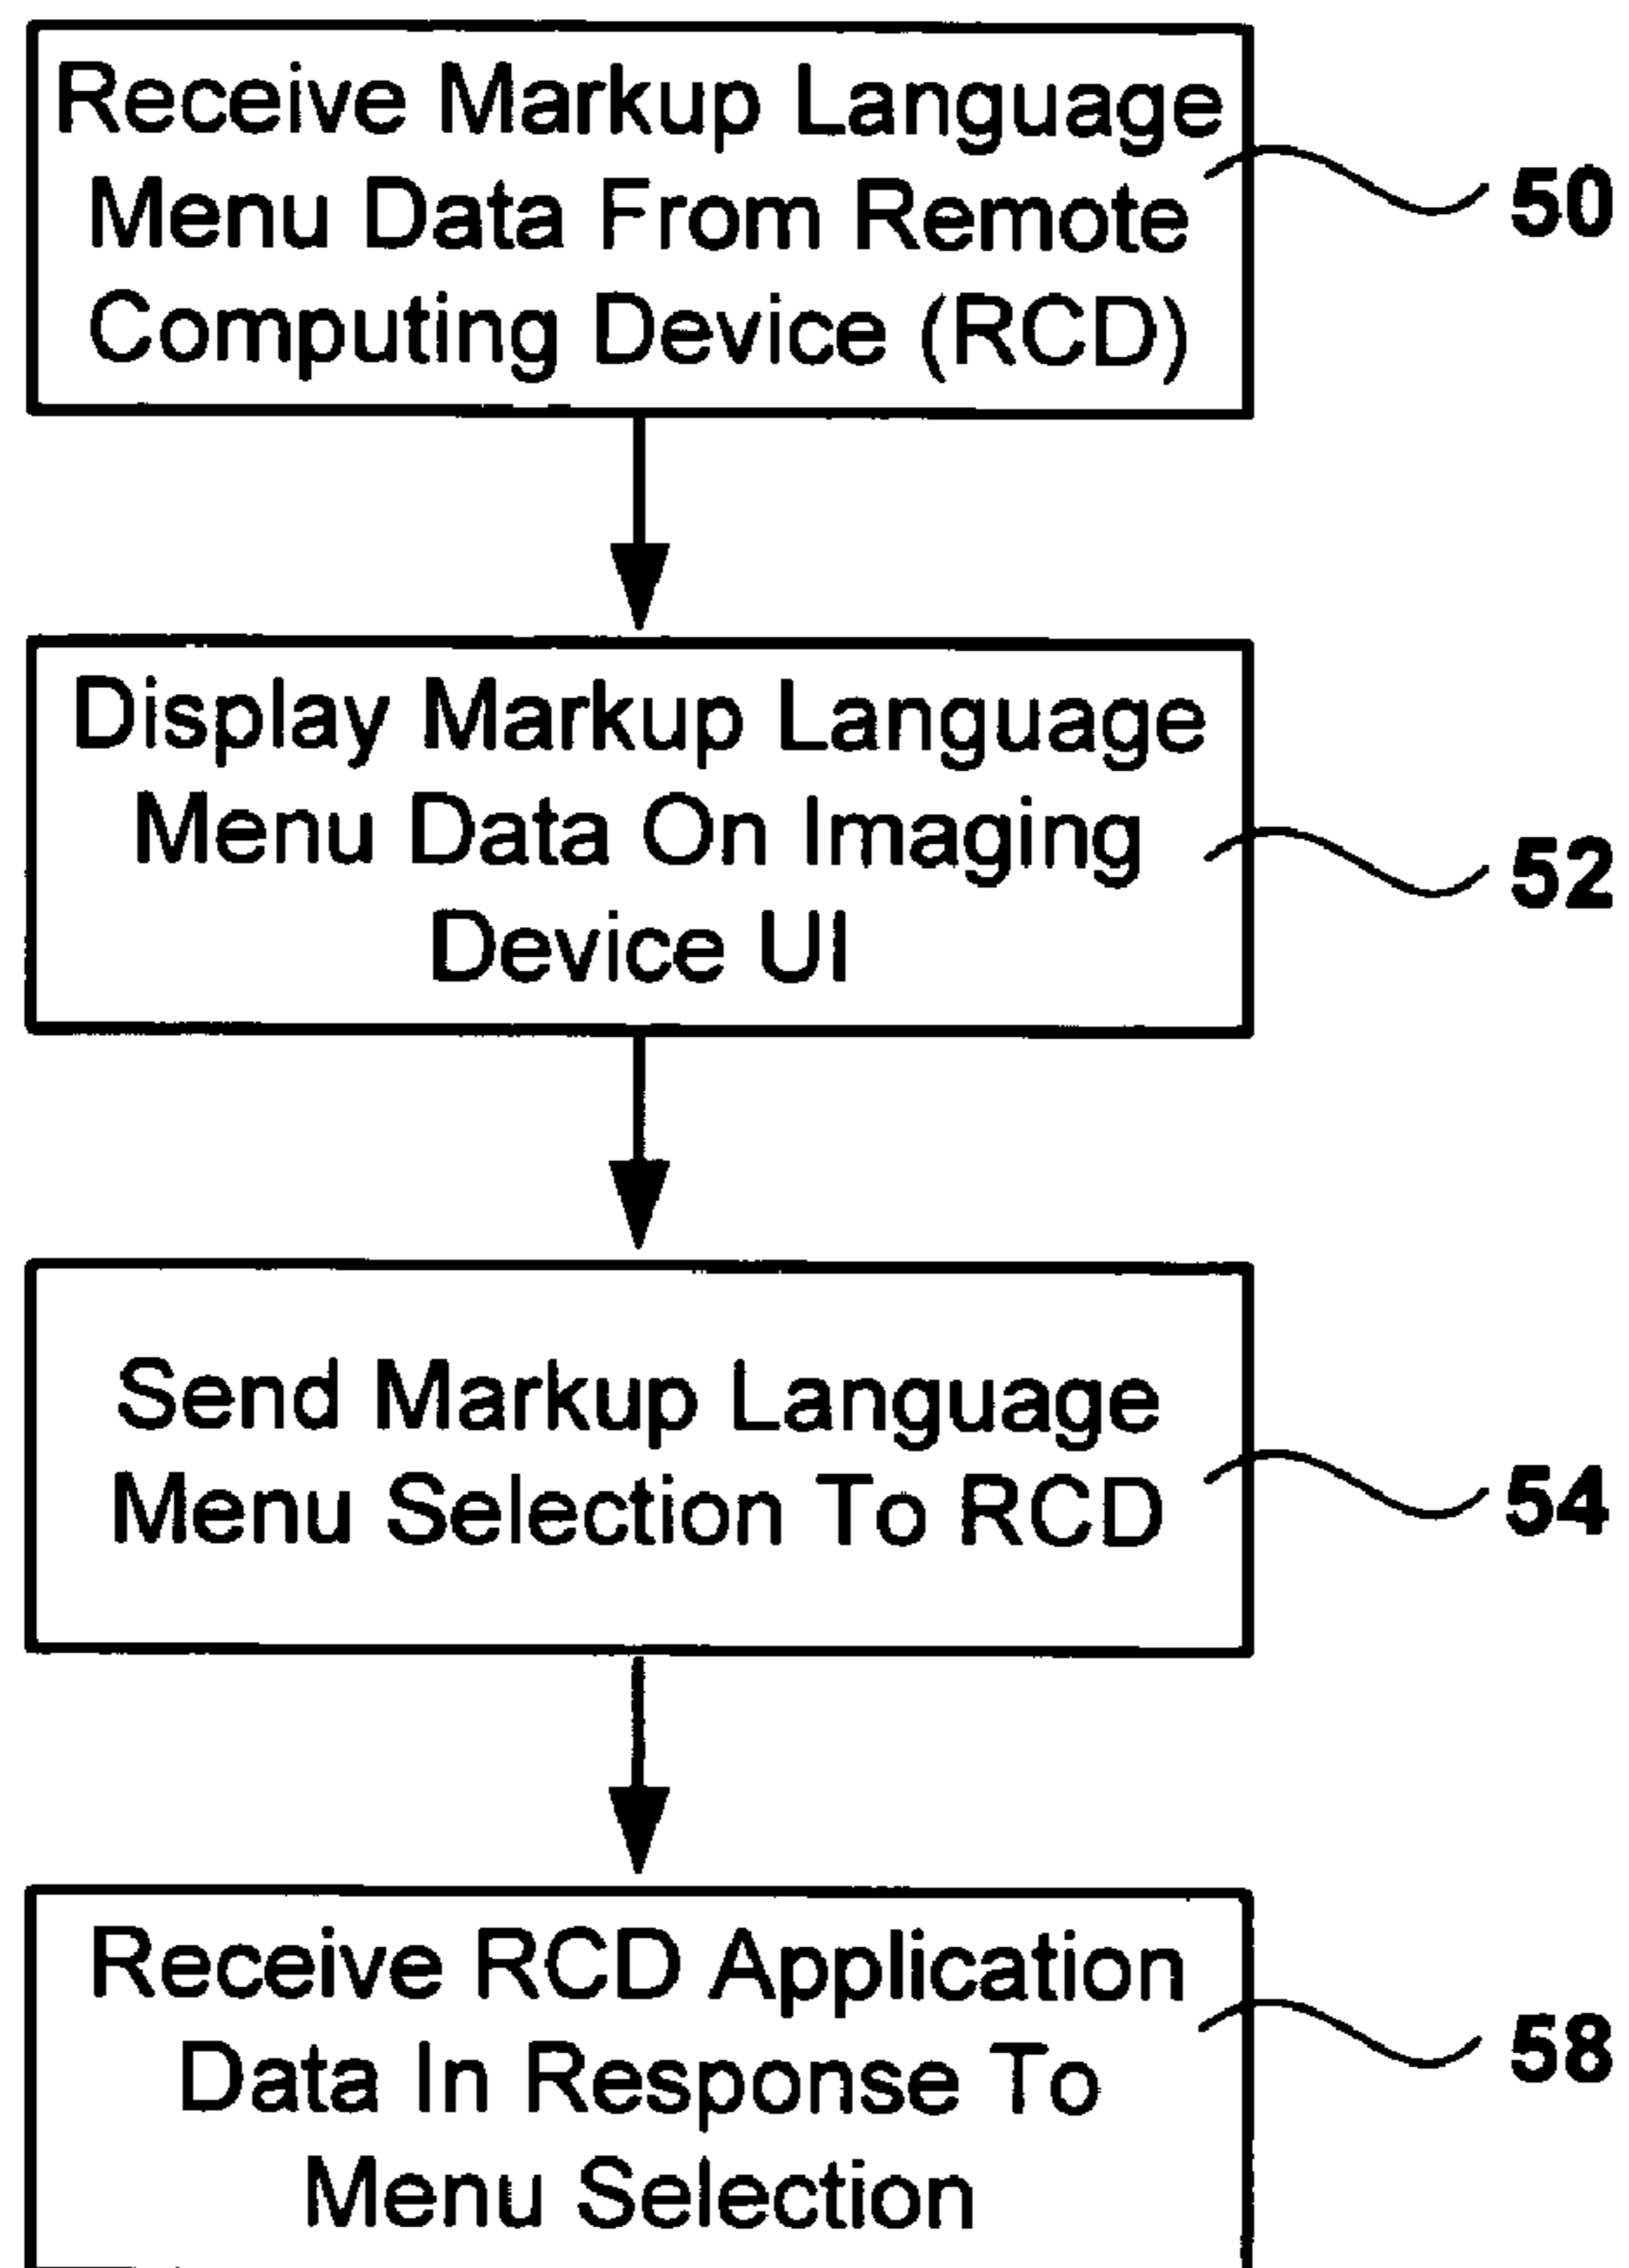 Receive Markup Language
Menu Data From Remote
Computing Device (RCD)
50
Display Markup Language
Menu Data On Imaging
Device UI
52
Send Markup Language
Menu Selection To RCD
54
Receive RCD Application
Data In Response To
Menu Selection
58